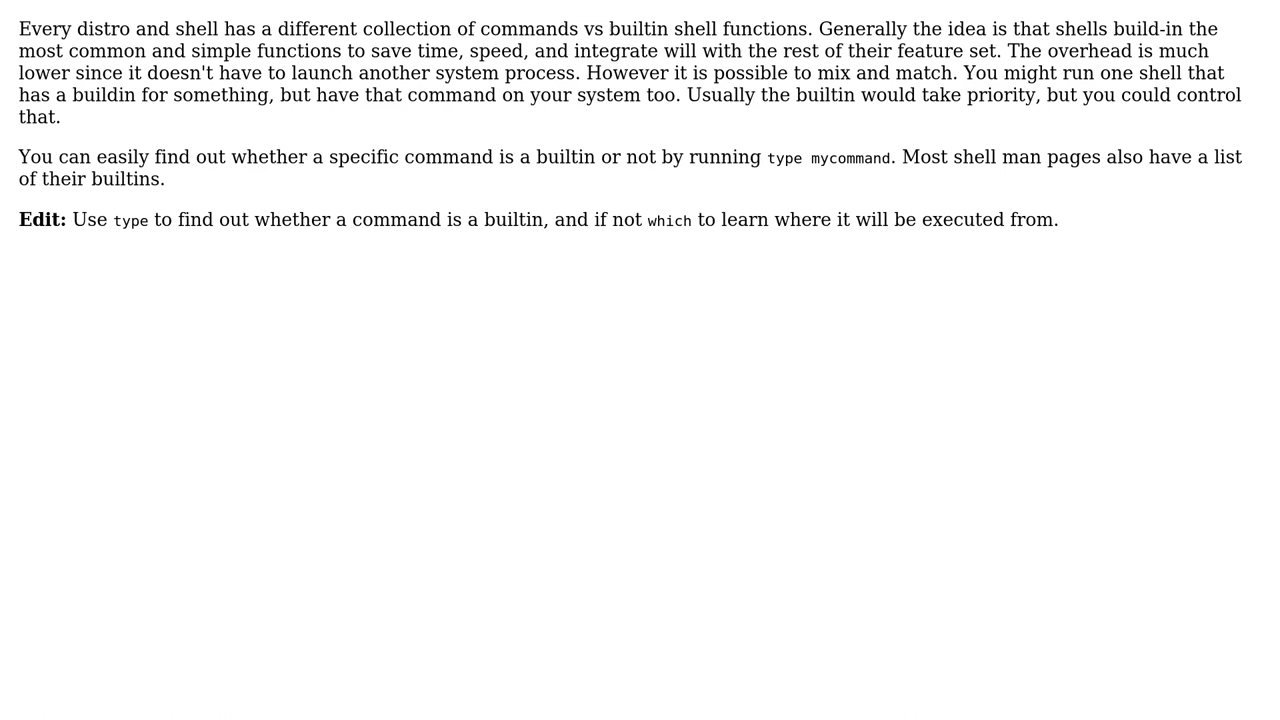 Every distro and shell has a different collection of commands vs builtin shell functions. Generally the idea is that shells build-in the
most common and simple functions to save time, speed, and integrate will with the rest of their feature set. The overhead is much
lower since it doesn't have to launch another system process. However it is possible to mix and match. You might run one shell that
has a buildin for something, but have that command on your system too. Usually the builtin would take priority, but you could control
that.
You can easily find out whether a specific command is a builtin or not by running type mycommand. Most shell man pages also have a list
of their builtins.
Edit: Use type to find out whether a command is a builtin, and if not which to learn where it will be executed from.